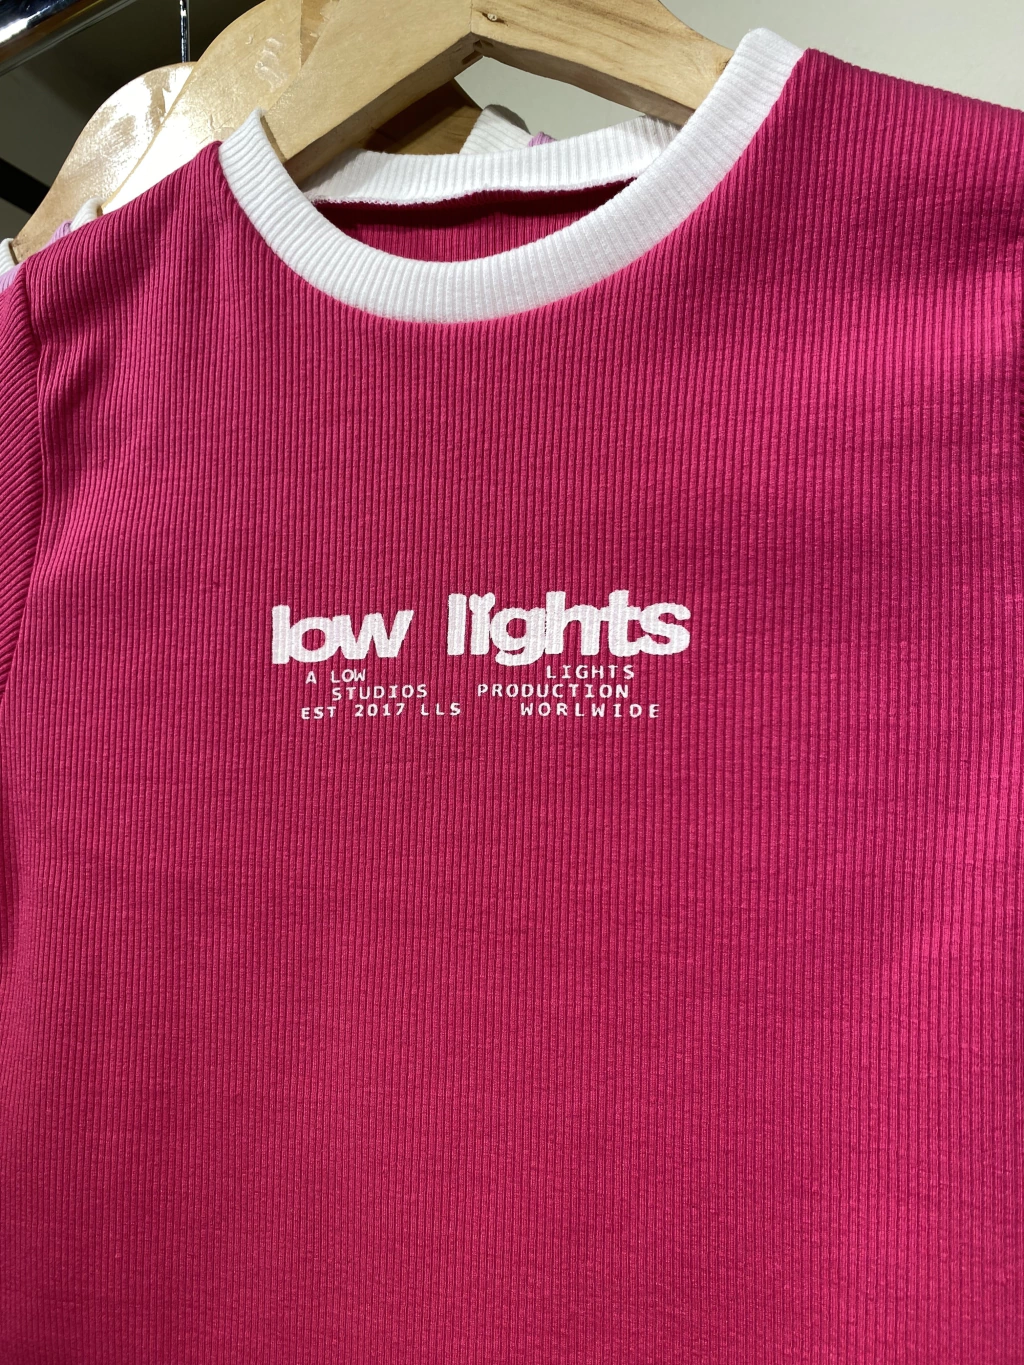 low lights
A LOW LIGHTS
STUDIOS PRODUCTION
EST 2017 LLS WORLWIDE